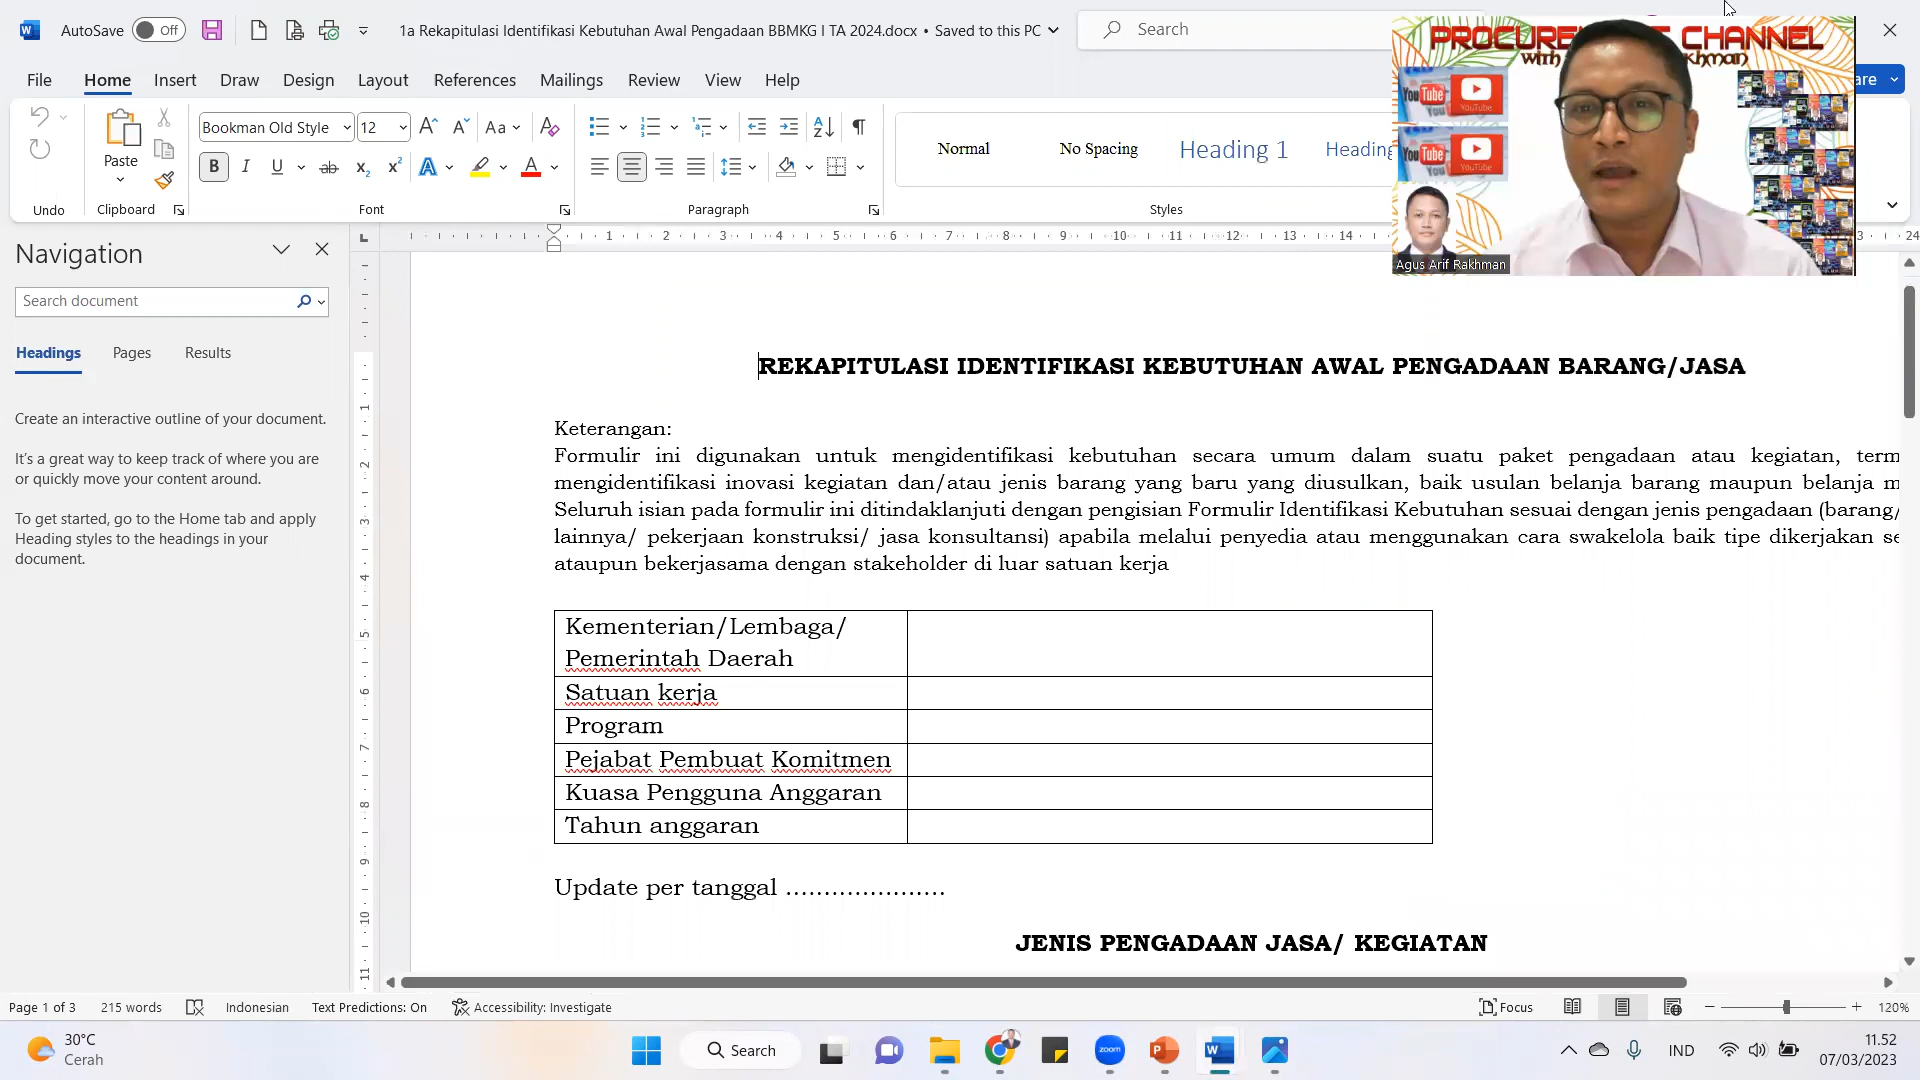 AutoSave Off
1a Rekapitulasi Identifikasi Kebutuhan Awal Pengadaan BBMKG I TA 2024.docx • Saved to this PC
Search
PROCUREMENT CHANNEL
File Home Insert Draw Design Layout References Mailings Review View Help
Bookman Old Style 12
Paste
Normal
No Spacing
Heading 1
YouTube
YouTube
Agus Arif Rakhman
Undo Clipboard Font Paragraph Styles
Navigation
Search document
Headings Pages Results
Create an interactive outline of your document.
It's a great way to keep track of where you are
or quickly move your content around.
To get started, go to the Home tab and apply
Heading styles to the headings in your
document.
REKAPITULASI IDENTIFIKASI KEBUTUHAN AWAL PENGADAAN BARANG/JASA
Keterangan:
Formulir ini digunakan untuk mengidentifikasi kebutuhan secara umum dalam suatu paket pengadaan atau kegiatan, term
mengidentifikasi inovasi kegiatan dan/atau jenis barang yang baru yang diusulkan, baik usulan belanja barang maupun belanja m
Seluruh isian pada formulir ini ditindaklanjuti dengan pengisian Formulir Identifikasi Kebutuhan sesuai dengan jenis pengadaan (barang/
lainnya/ pekerjaan konstruksi/ jasa konsultansi) apabila melalui penyedia atau menggunakan cara swakelola baik tipe dikerjakan se
ataupun bekerjasama dengan stakeholder di luar satuan kerja
Kementerian/Lembaga/
Pemerintah Daerah
Satuan kerja
Program
Pejabat Pembuat Komitmen
Kuasa Pengguna Anggaran
Tahun anggaran
Update per tanggal .....................
JENIS PENGADAAN JASA/ KEGIATAN
Page 1 of 3 215 words Indonesian Text Predictions: On Accessibility: Investigate Focus 120%
30°C
Cerah
Search
zoom
IND
11.52
07/03/2023